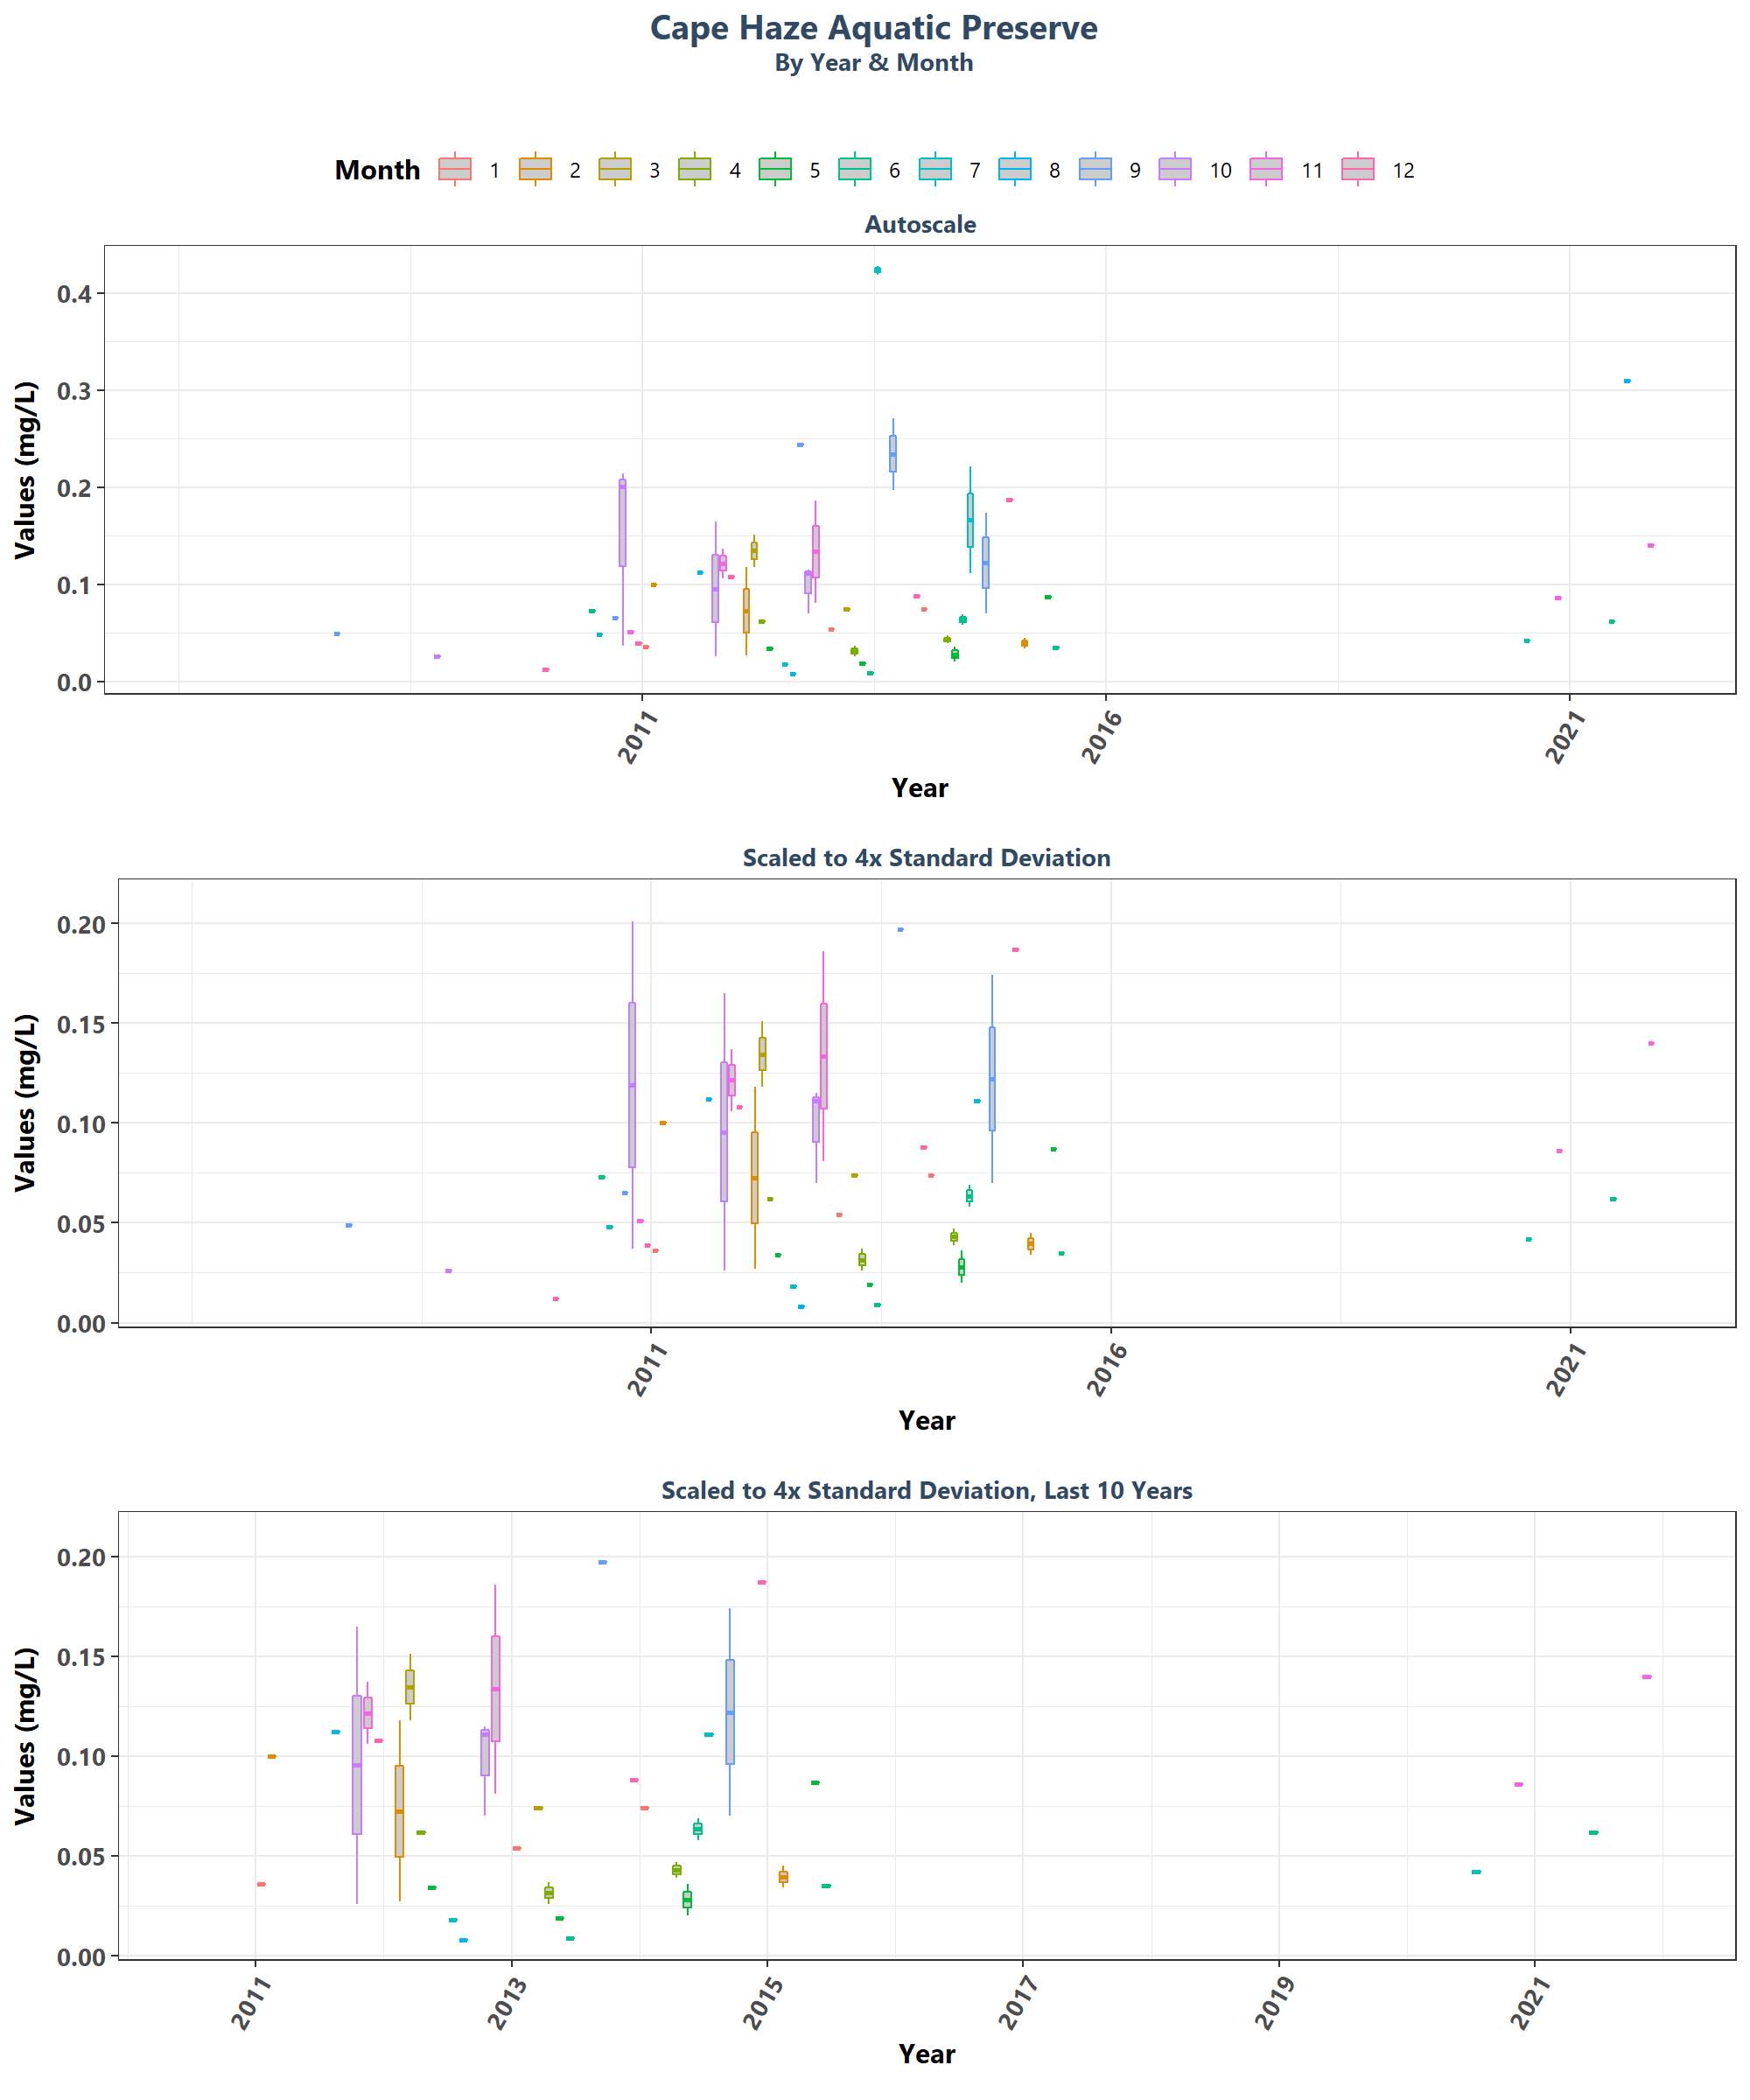 Cape Haze Aquatic Preserve
By Year & Month
Month 1 2 3 4 5 6 7 8 9 10 11 12
Autoscale
Values (mg/L)
0.4
0.3
0.2
0.1
0.0
2011 2016 2021
Year
Scaled to 4x Standard Deviation
Values (mg/L)
0.20
0.15
0.10
0.05
0.00
2011 2016 2021
Year
Scaled to 4x Standard Deviation, Last 10 Years
Values (mg/L)
0.20
0.15
0.10
0.05
0.00
2011 2013 2015 2017 2019 2021
Year